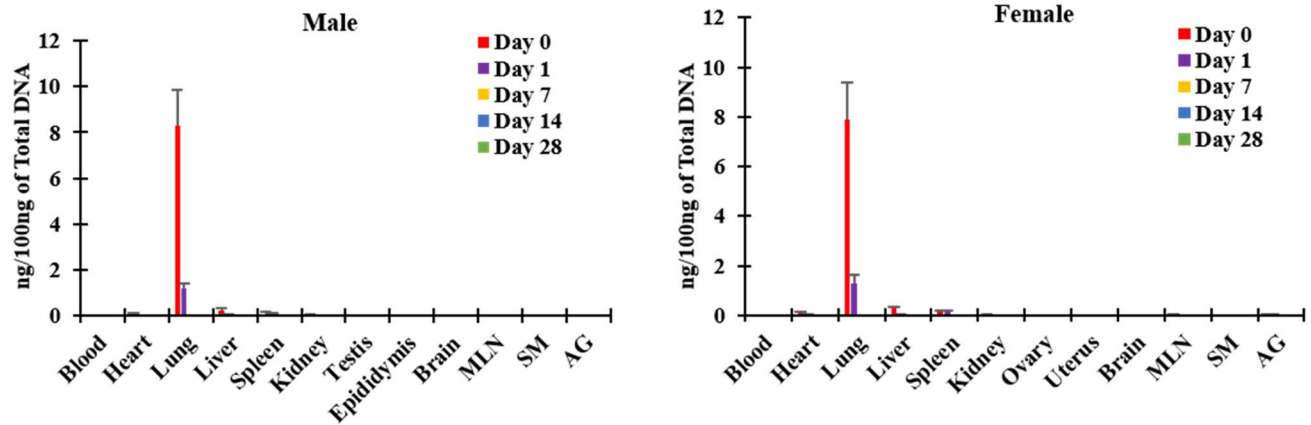 Male
ng/100ng of Total DNA
12
10
8
6
4
2
0
Day 0
Day 1
Day 7
Day 14
Day 28
Blood
Heart
Lung
Liver
Spleen
Kidney
Testis
Epididymis
Brain
MLN
SM
AG
Female
ng/100ng of Total DNA
12
10
8
6
4
2
0
Day 0
Day 1
Day 7
Day 14
Day 28
Blood
Heart
Lung
Liver
Spleen
Kidney
Ovary
Uterus
Brain
MLN
SM
AG